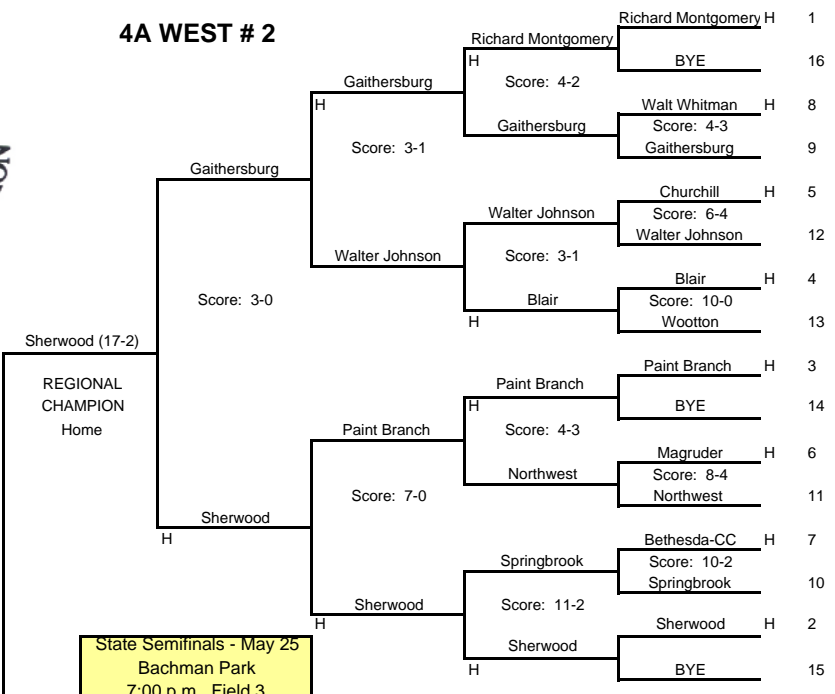 4A WEST # 2
Richard Montgomery H 1
Richard Montgomery
H
BYE 16
Gaithersburg
Score: 4-2
H
Walt Whitman H 8
Gaithersburg
Score: 4-3
Score: 3-1
Gaithersburg 9
Gaithersburg
Churchill H 5
Walter Johnson
Score: 6-4
Walter Johnson 12
Walter Johnson
Score: 3-1
Blair H 4
Score: 3-0
Blair
Score: 10-0
H
Wootton 13
Sherwood (17-2)
Paint Branch H 3
REGIONAL
Paint Branch
CHAMPION
H
BYE 14
Home
Paint Branch
Score: 4-3
Magruder H 6
Northwest
Score: 8-4
Score: 7-0
Northwest 11
Sherwood
H
Bethesda-CC H 7
Springbrook
Score: 10-2
Springbrook 10
Sherwood
Score: 11-2
H
Sherwood H 2
State Semifinals - May 25
Sherwood
Bachman Park
H
BYE 15
7:00 p.m. Field 3